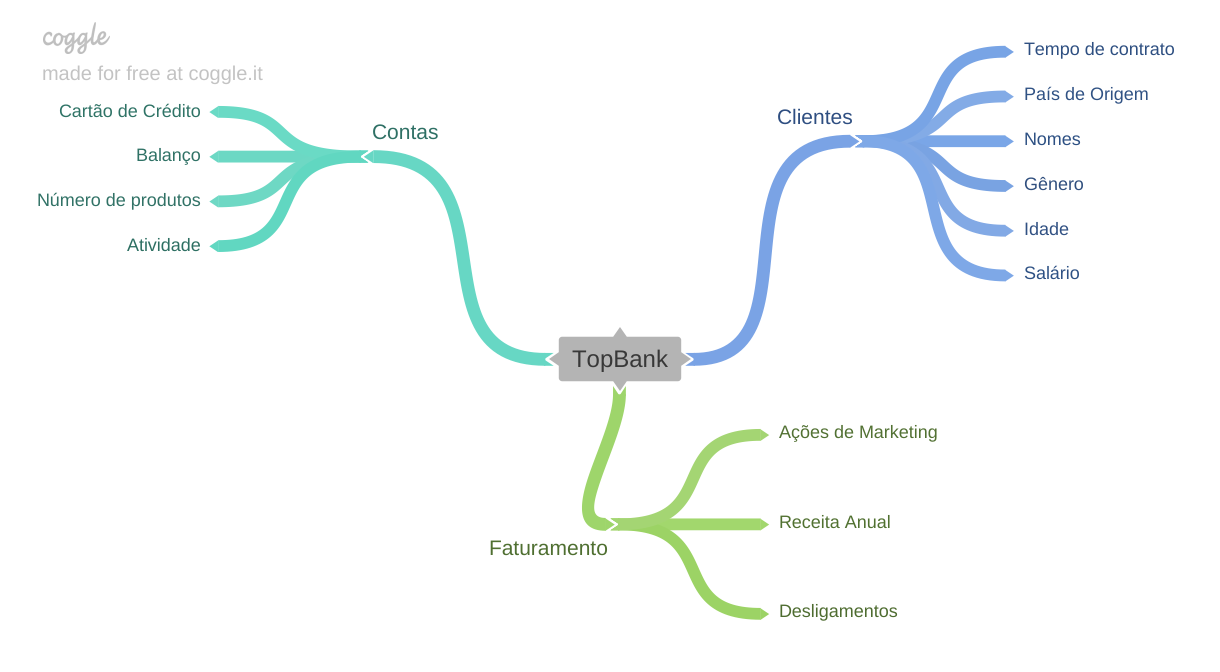 coggle
made for free at coggle.it
Contas
Cartão de Crédito
Balanço
Número de produtos
Atividade
Clientes
Tempo de contrato
País de Origem
Nomes
Gênero
Idade
Salário
TopBank
Faturamento
Ações de Marketing
Receita Anual
Desligamentos